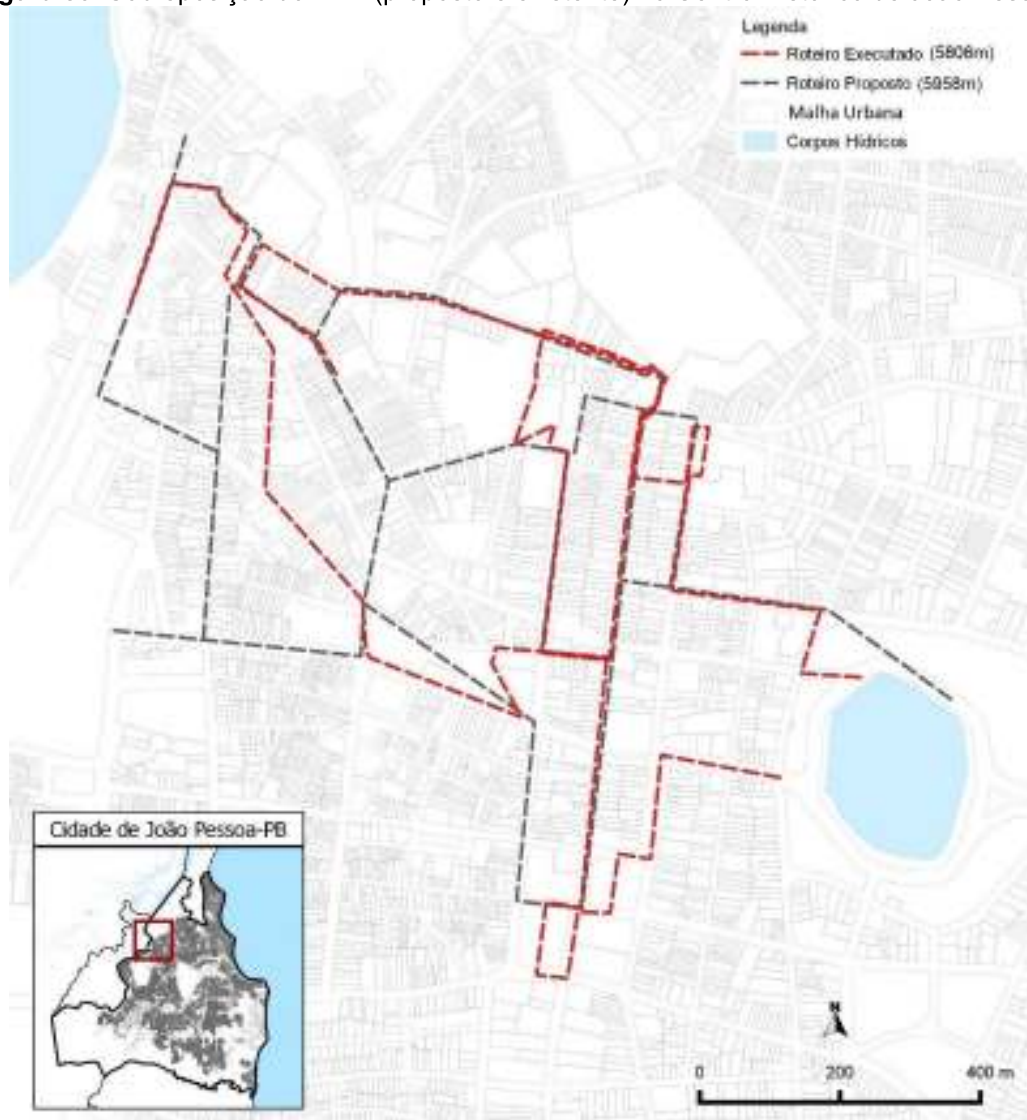 Legenda
Roteiro Executado (5808m)
Roteiro Proposto (5958m)
Malha Urbana
Corpos Hídricos
Cidade de João Pessoa-PB
N
0 200 400 m